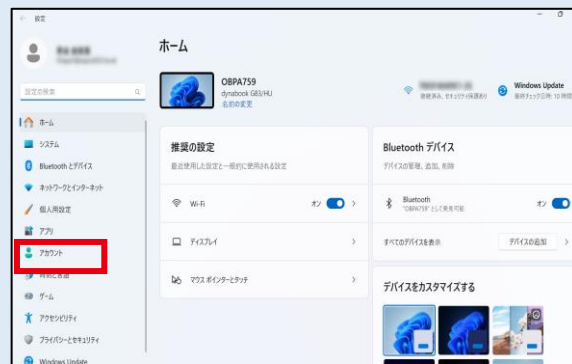 設定
ホーム
設定の検索
OBPA759
dynabook G83/HU
名前の変更
Windows Update
ホーム
システム
Bluetooth とデバイス
ネットワークとインターネット
個人用設定
アプリ
アカウント
時刻と言語
ゲーム
アクセシビリティ
プライバシーとセキュリティ
Windows Update
推奨の設定
最近使用した設定と一般的に使用される設定
Wi-Fi
オン
ディスプレイ
マウス ポインターとタッチ
Bluetooth デバイス
デバイスの管理、追加、削除
Bluetooth
"OBPA759" として発見可能
オン
すべてのデバイスを表示
デバイスの追加
デバイスをカスタマイズする